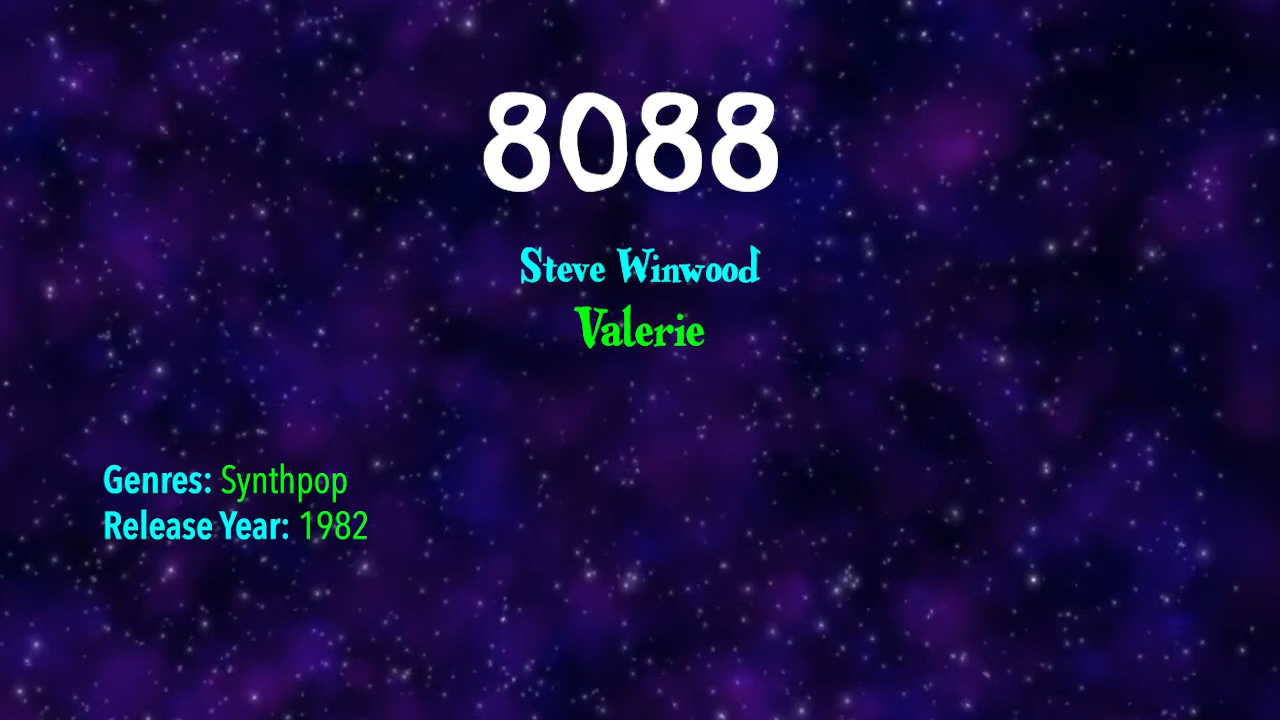 8088
Steve Winwood
Valerie
Genres: Synthpop
Release Year: 1982